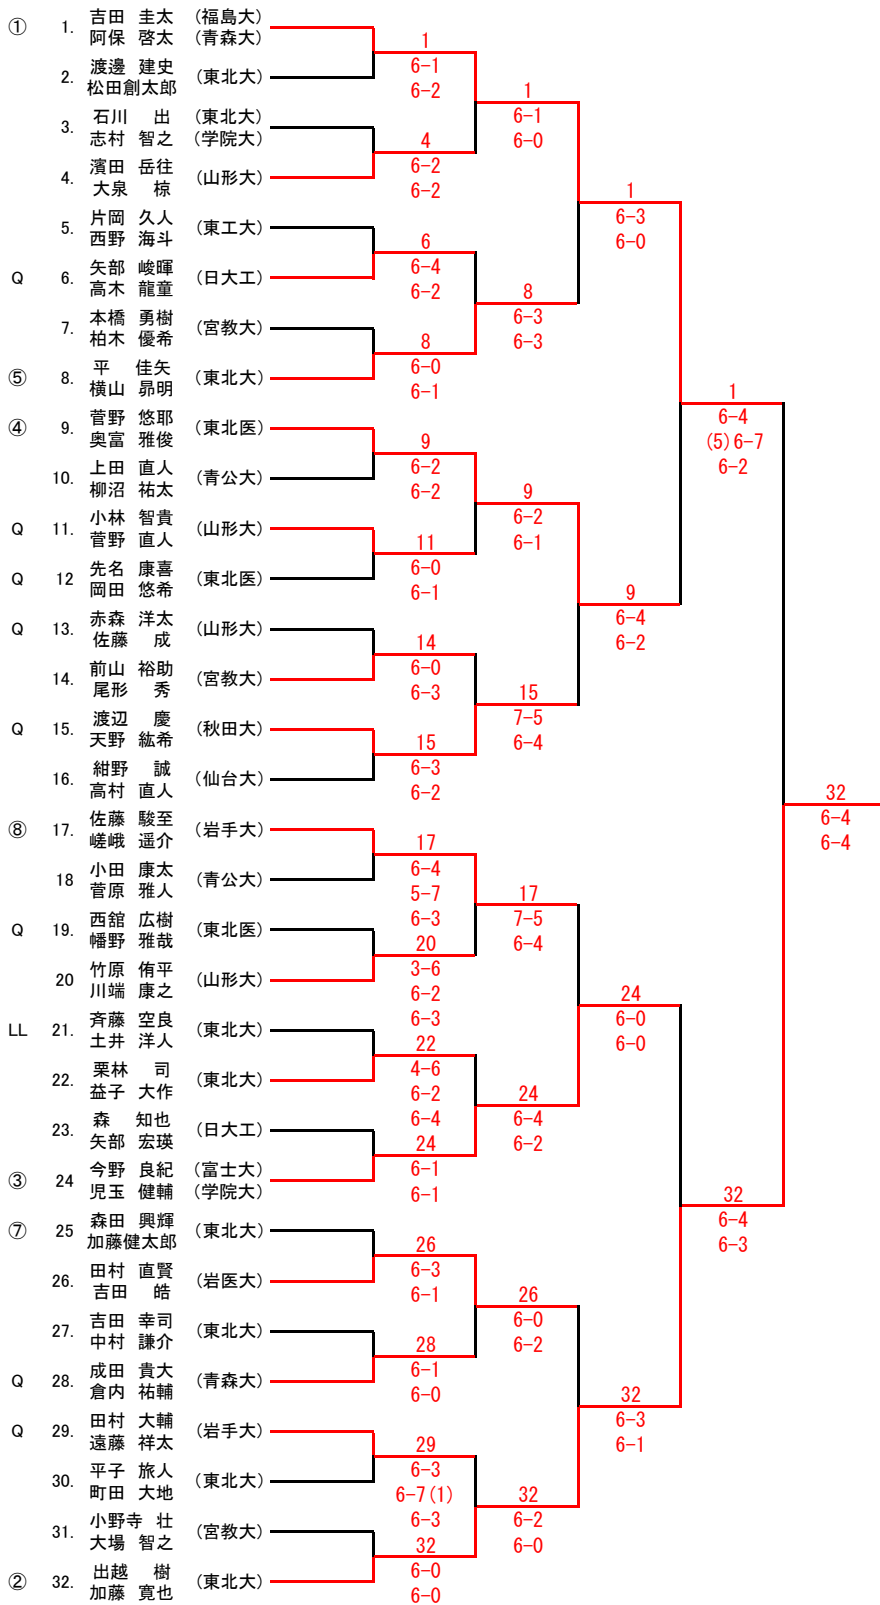 ① 1. 吉田 圭太 (福島大)
阿保 啓太 (青森大)
2. 渡邊 建史
松田創太郎 (東北大)
3. 石川 出 (東北大)
志村 智之 (学院大)
4. 濱田 岳往
大泉 椋 (山形大)
5. 片岡 久人
西野 海斗 (東工大)
Q 6. 矢部 峻暉
高木 龍童 (日大工)
7. 本橋 勇樹
柏木 優希 (宮教大)
⑤ 8. 平 佳矢
横山 昴明 (東北大)
④ 9. 菅野 悠耶
奥富 雅俊 (東北医)
10. 上田 直人
柳沼 祐太 (青公大)
Q 11. 小林 智貴
菅野 直人 (山形大)
Q 12 先名 康喜
岡田 悠希 (東北医)
Q 13. 赤森 洋太
佐藤 成 (山形大)
14. 前山 裕助
尾形 秀 (宮教大)
Q 15. 渡辺 慶
天野 紘希 (秋田大)
16. 紺野 誠
高村 直人 (仙台大)
⑧ 17. 佐藤 駿至
嵯峨 遥介 (岩手大)
18 小田 康太
菅原 雅人 (青公大)
Q 19. 西舘 広樹
幡野 雅哉 (東北医)
20 竹原 侑平
川端 康之 (山形大)
LL 21. 斉藤 空良
土井 洋人 (東北大)
22. 栗林 司
益子 大作 (東北大)
23. 森 知也
矢部 宏瑛 (日大工)
③ 24 今野 良紀 (富士大)
児玉 健輔 (学院大)
⑦ 25 森田 興輝
加藤健太郎 (東北大)
26. 田村 直賢
吉田 皓 (岩医大)
27. 吉田 幸司
中村 謙介 (東北大)
Q 28. 成田 貴大
倉内 祐輔 (青森大)
Q 29. 田村 大輔
遠藤 祥太 (岩手大)
30. 平子 旅人
町田 大地 (東北大)
31. 小野寺 壮
大場 智之 (宮教大)
② 32. 出越 樹
加藤 寛也 (東北大)
1
6-1
6-2
4
6-2
6-2
6
6-4
6-2
8
6-0
6-1
9
6-2
6-2
11
6-0
6-1
14
6-0
6-3
15
6-3
6-2
17
6-4
5-7
6-3
20
3-6
6-2
6-3
22
4-6
6-2
6-4
24
6-1
6-1
26
6-3
6-1
28
6-1
6-0
29
6-3
6-7(1)
6-3
32
6-0
6-0
1
6-1
6-0
8
6-3
6-3
9
6-2
6-1
15
7-5
6-4
17
7-5
6-4
24
6-4
6-2
26
6-0
6-2
32
6-2
6-0
1
6-3
6-0
9
6-4
6-2
24
6-0
6-0
32
6-3
6-1
1
6-4
(5)6-7
6-2
32
6-4
6-3
32
6-4
6-4